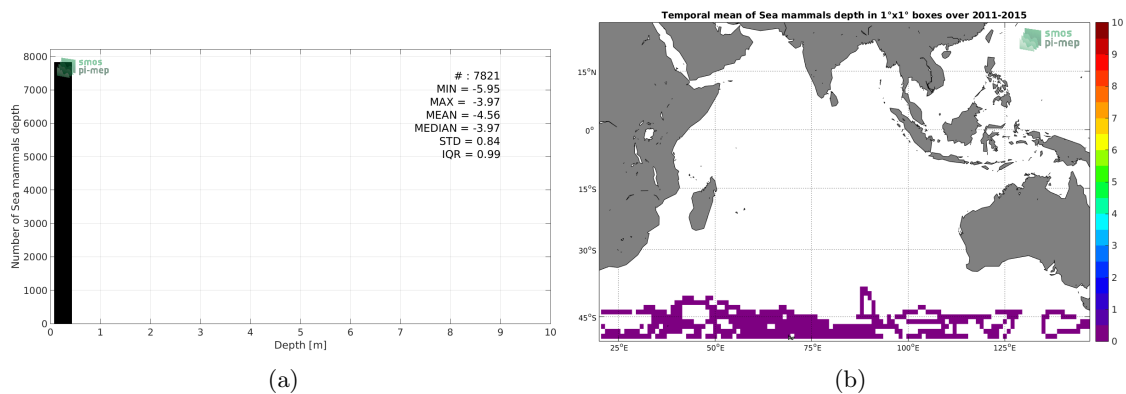 8000
7000
6000
5000
4000
3000
2000
1000
0
Number of Sea mammals depth
smos
pi-mep
# : 7821
MIN = -5.95
MAX = -3.97
MEAN = -4.56
MEDIAN = -3.97
STD = 0.84
IQR = 0.99
0 1 2 3 4 5 6 7 8 9 10
Depth [m]
(a)
Temporal mean of Sea mammals depth in 1°x1° boxes over 2011-2015
smos
pi-mep
15°N
0°
15°S
30°S
45°S
25°E 50°E 75°E 100°E 125°E
10
9
8
7
6
5
4
3
2
1
0
(b)